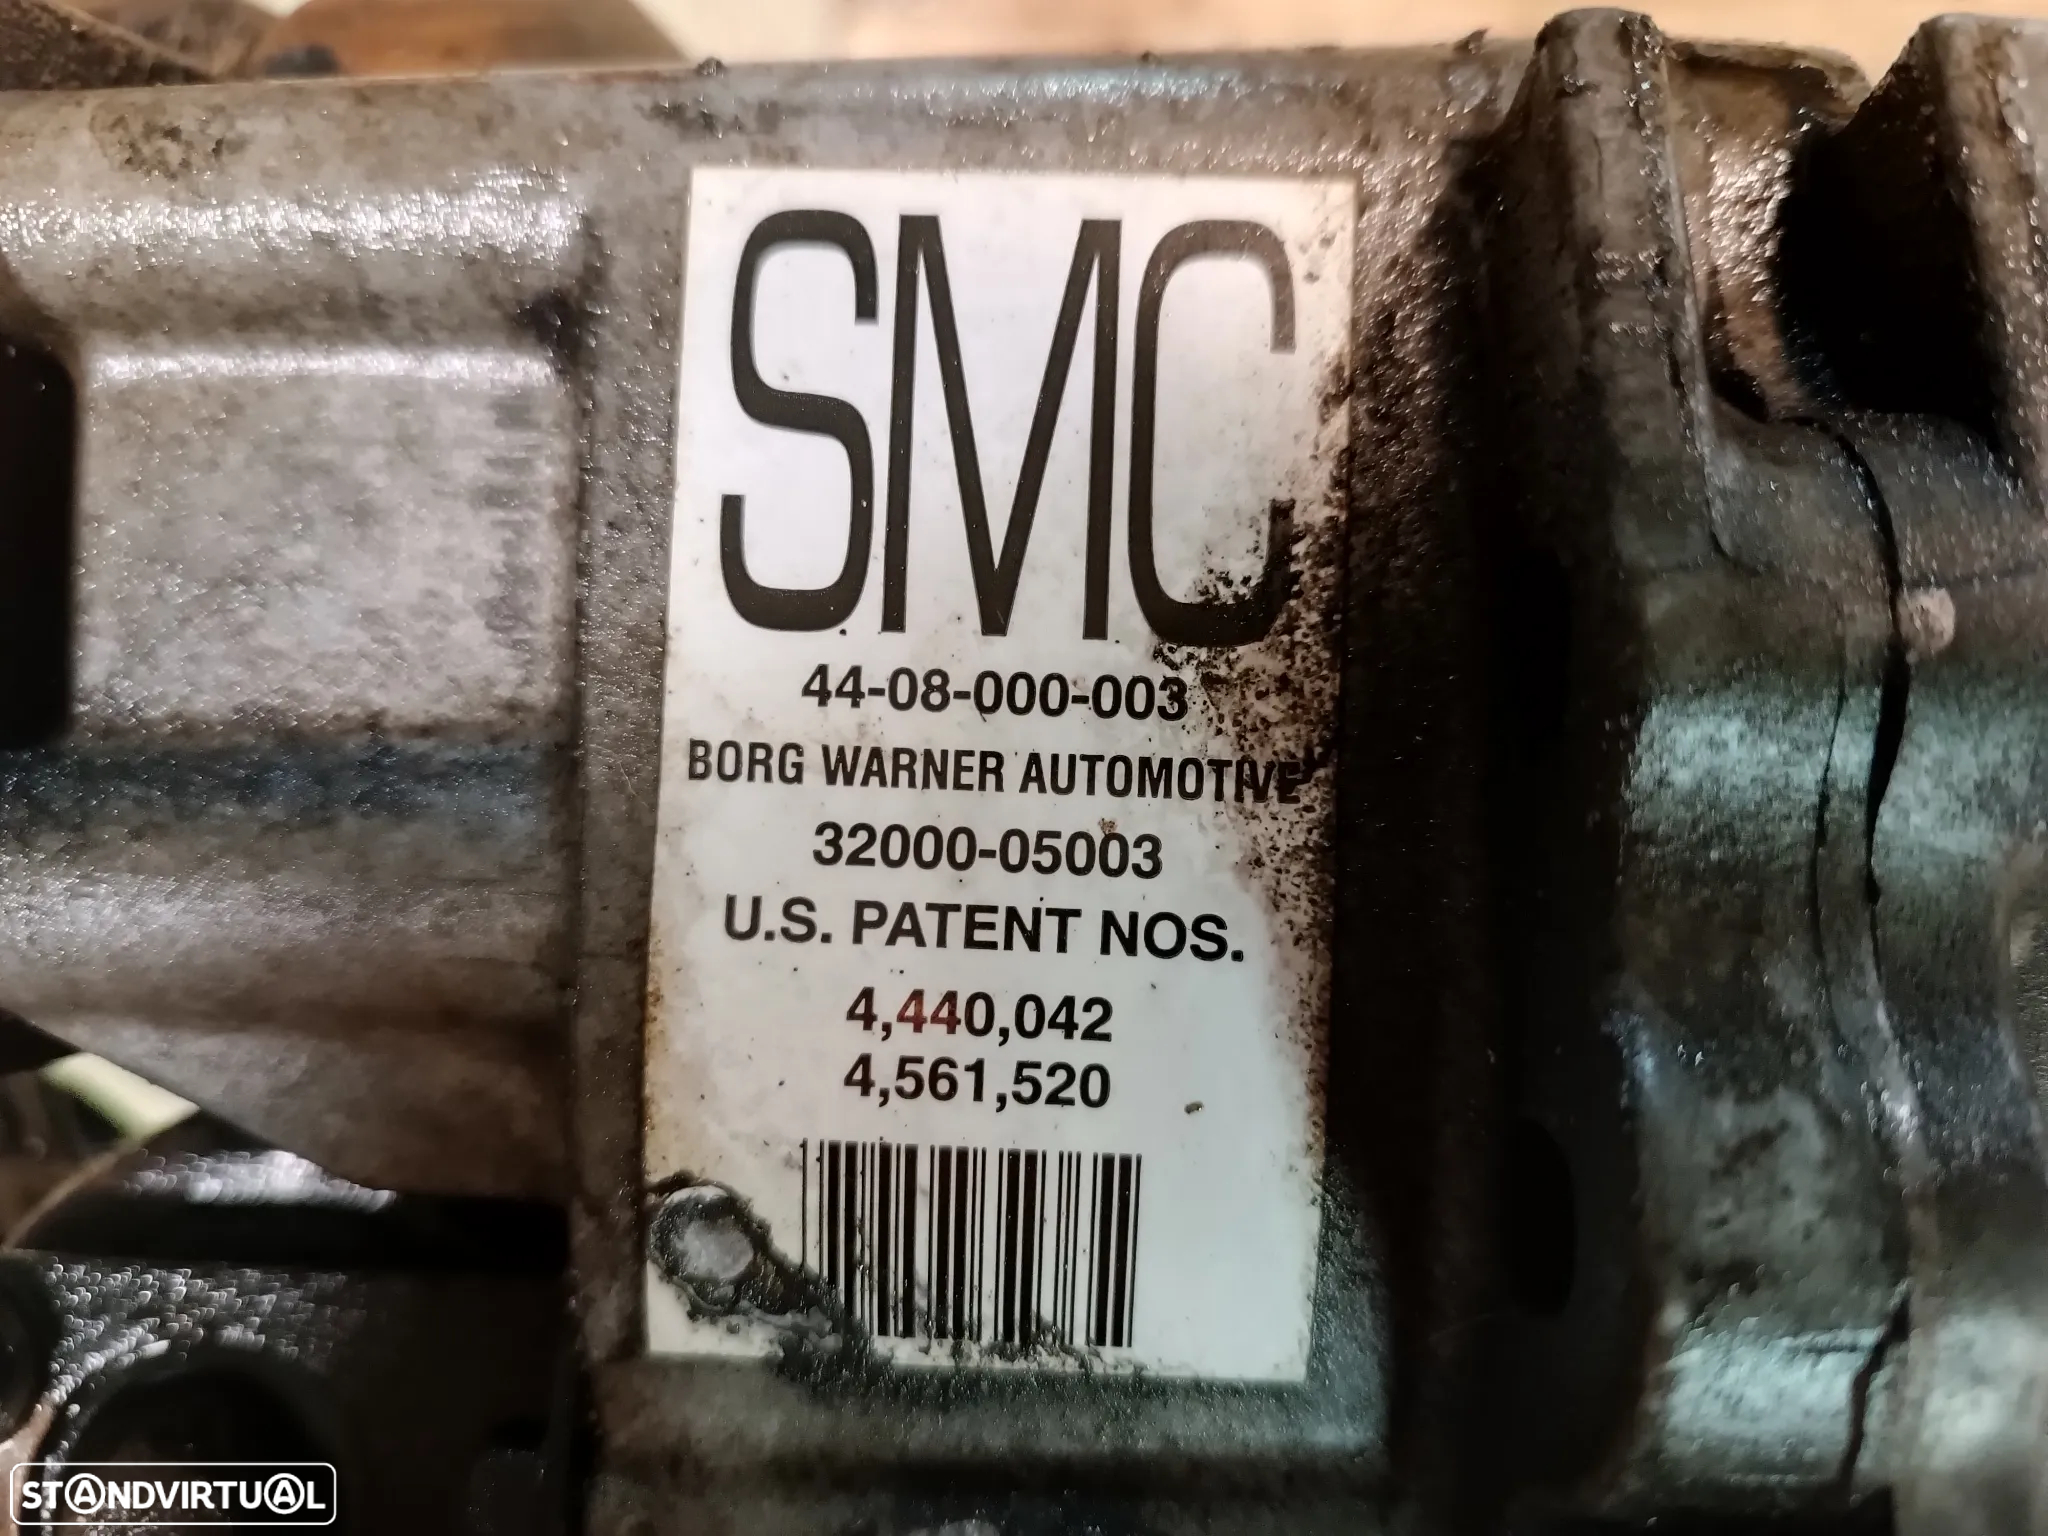 SMC
44-08-000-003
BORG WARNER AUTOMOTIVE
32000-05003
U.S. PATENT NOS.
4,440,042
4,561,520
STANDVIRTUAL